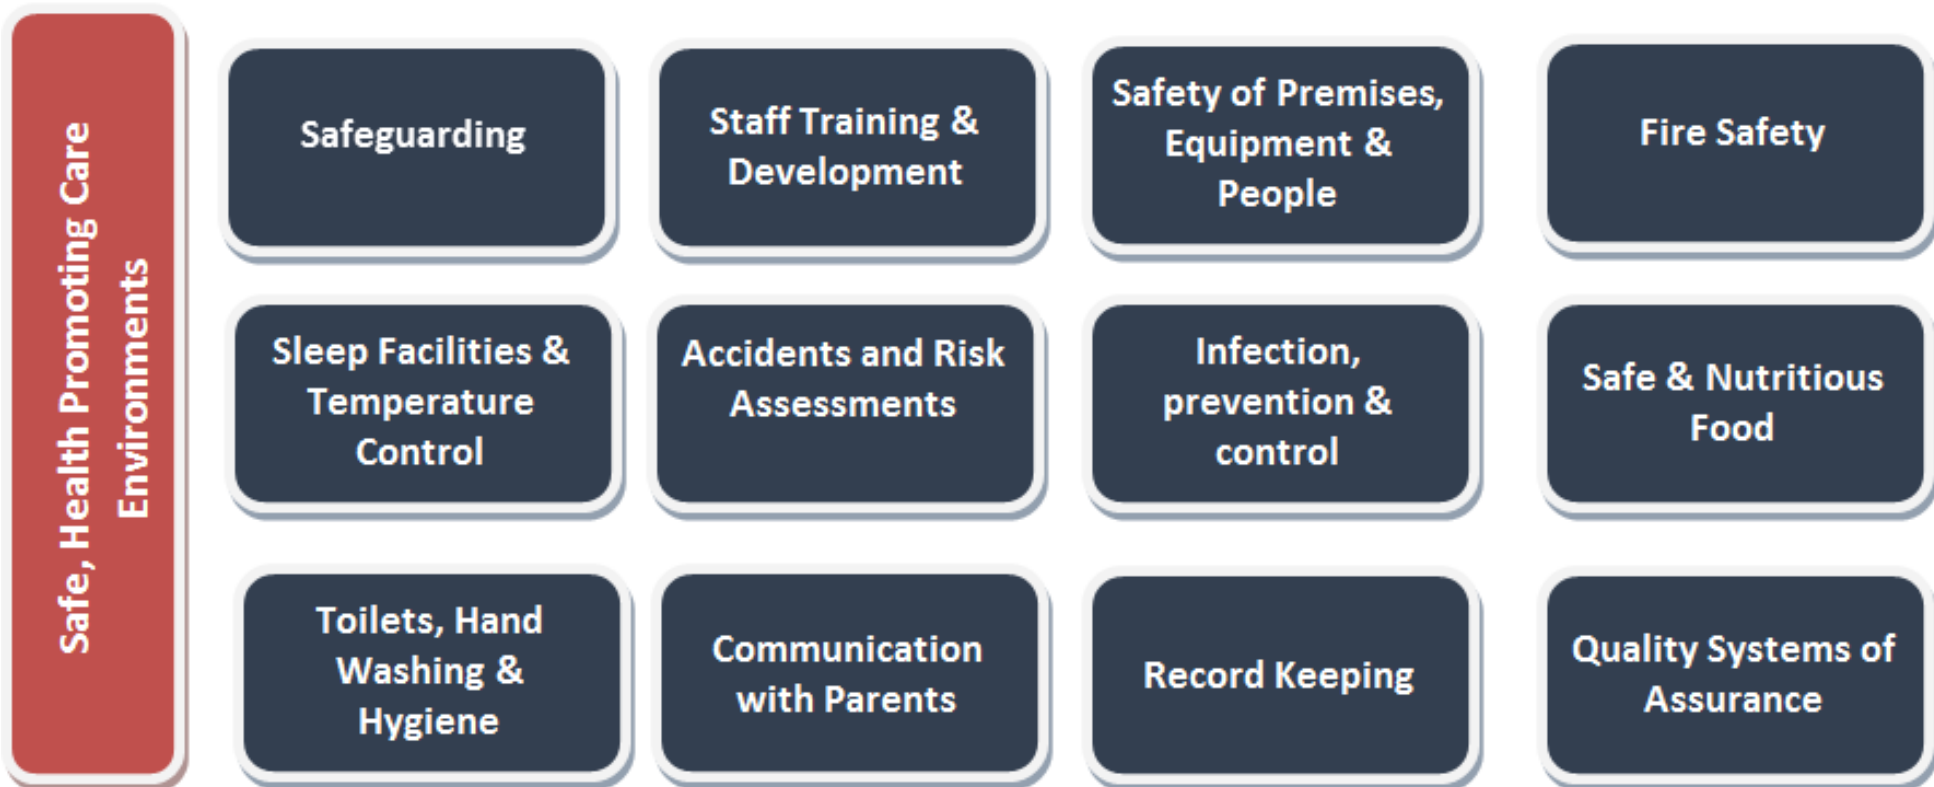 Safe, Health Promoting Care
Environments
Safeguarding
Staff Training &
Development
Safety of Premises,
Equipment &
People
Fire Safety
Sleep Facilities &
Temperature
Control
Accidents and Risk
Assessments
Infection,
prevention &
control
Safe & Nutritious
Food
Toilets, Hand
Washing &
Hygiene
Communication
with Parents
Record Keeping
Quality Systems of
Assurance